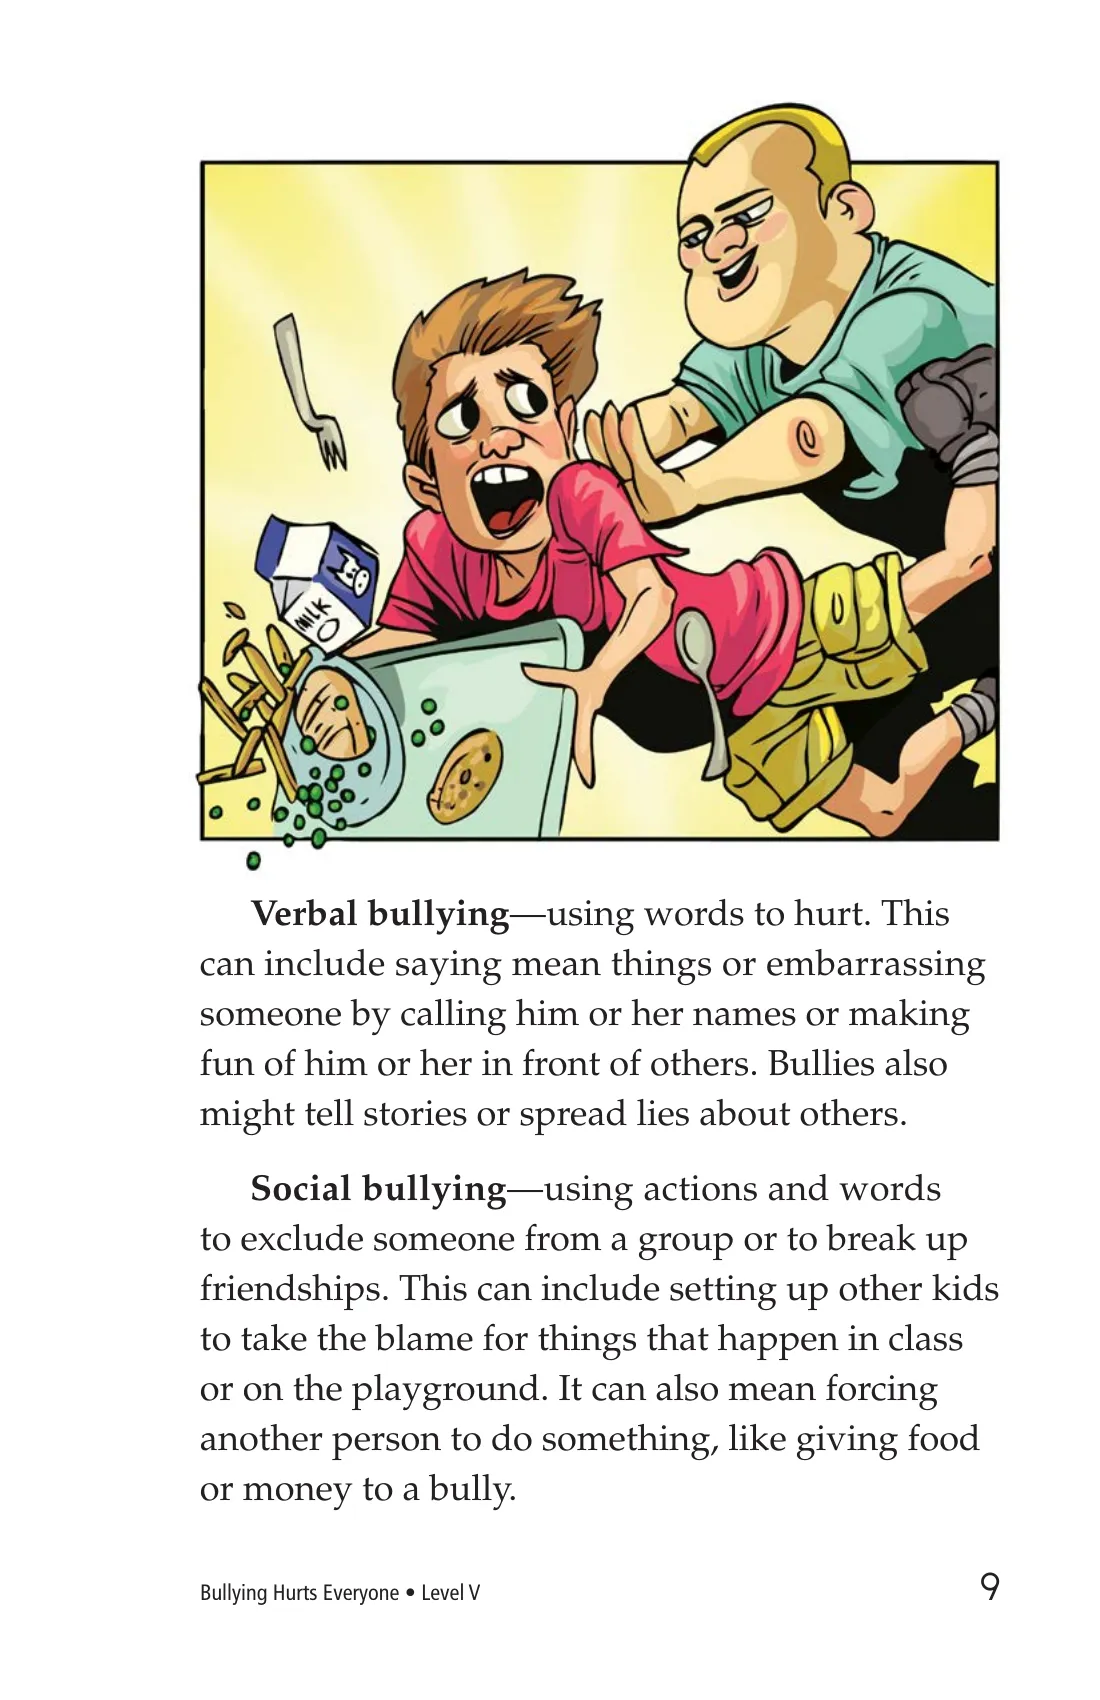 MILK
Verbal bullying—using words to hurt. This
can include saying mean things or embarrassing
someone by calling him or her names or making
fun of him or her in front of others. Bullies also
might tell stories or spread lies about others.
Social bullying—using actions and words
to exclude someone from a group or to break up
friendships. This can include setting up other kids
to take the blame for things that happen in class
or on the playground. It can also mean forcing
another person to do something, like giving food
or money to a bully.
Bullying Hurts Everyone • Level V
9